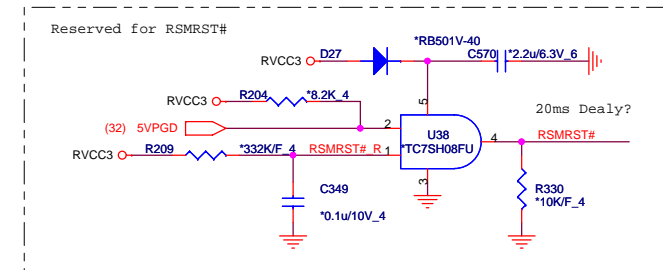 Reserved for RSMRST#
RVCC3 D27 *RB501V-40 C570 *2.2u/6.3V_6
RVCC3 R204 *8.2K_4 5 20ms Dealy?
(32) 5VPGD 2 U38 4 RSMRST#
RVCC3 R209 *332K/F_4 RSMRST#_R 1 *TC7SH08FU
3
C349 R330
*0.1u/10V_4 *10K/F_4